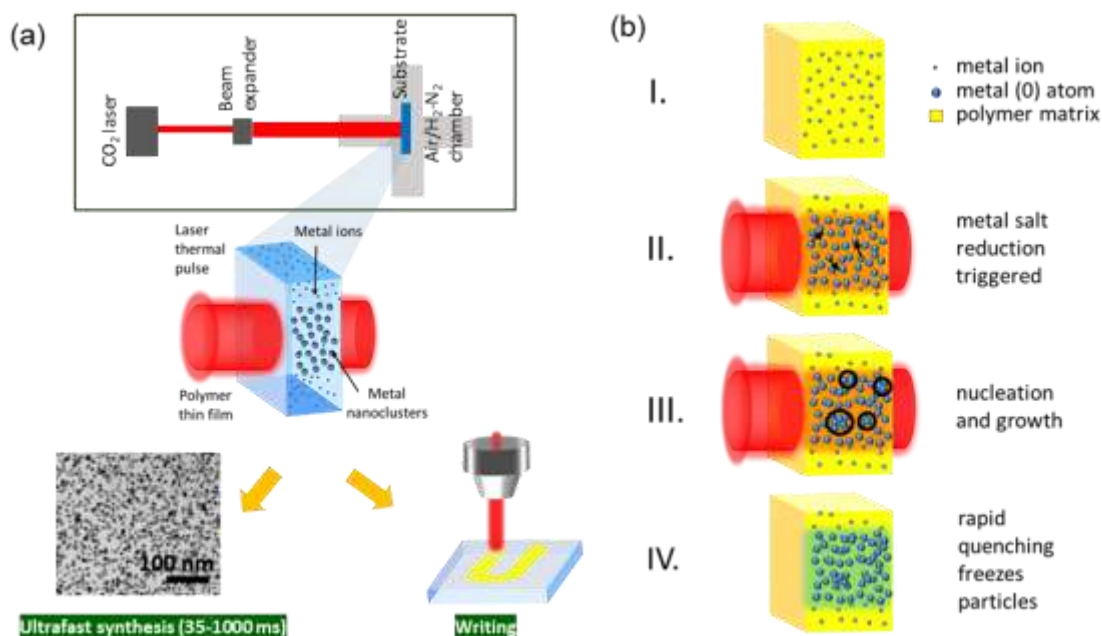 (a)
CO2 laser
Beam
expander
Substrate
Air/H2-N2
chamber
Laser
thermal
pulse
Metal ions
Polymer
thin film
Metal
nanoclusters
100 nm
Ultrafast synthesis (35-1000 ms)
Writing
(b)
I.
metal ion
metal (0) atom
polymer matrix
II.
metal salt
reduction
triggered
III.
nucleation
and growth
IV.
rapid
quenching
freezes
particles